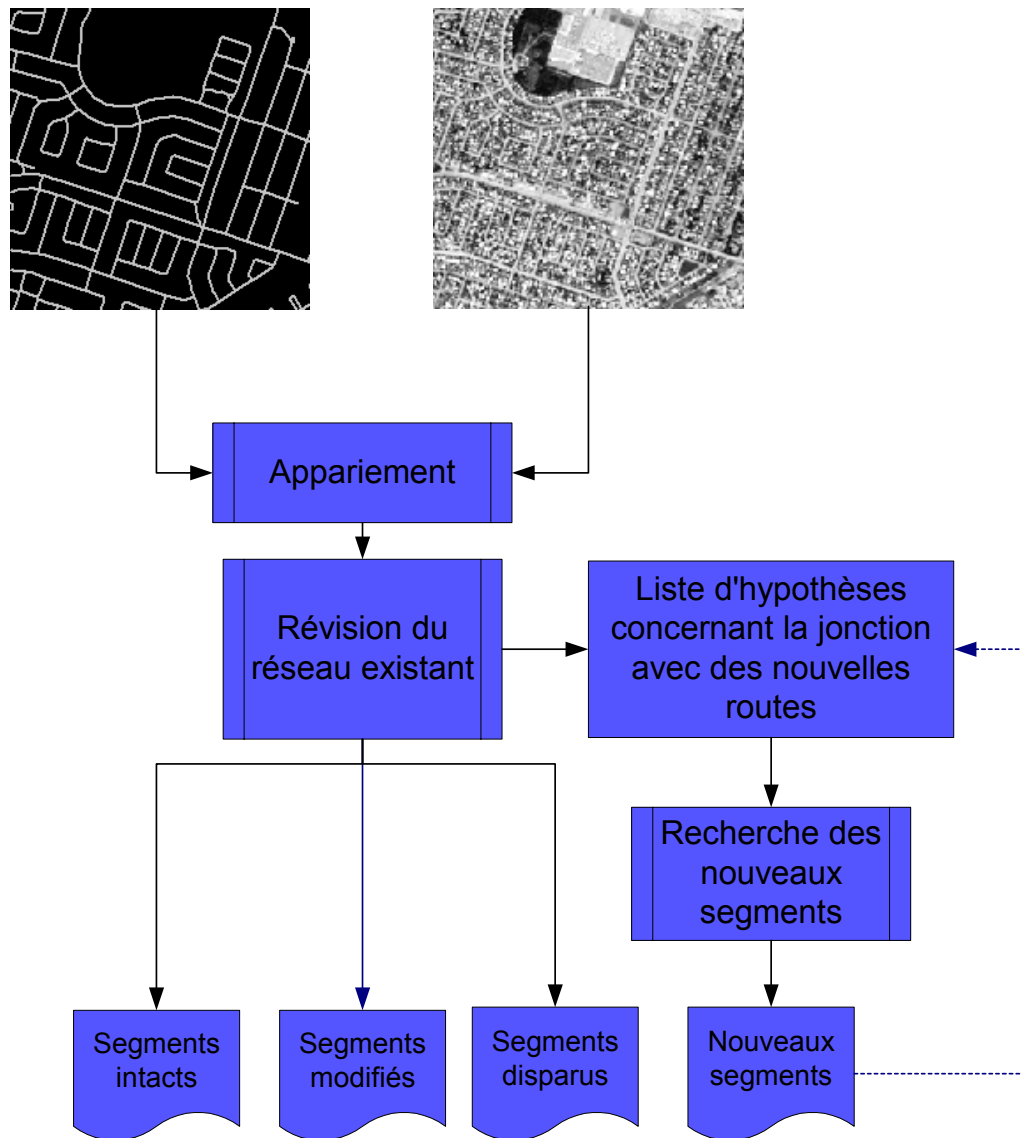 Appariement
Révision du
réseau existant
Liste d'hypothèses
concernant la jonction
avec des nouvelles
routes
Recherche des
nouveaux
segments
Segments
intacts
Segments
modifiés
Segments
disparus
Nouveaux
segments